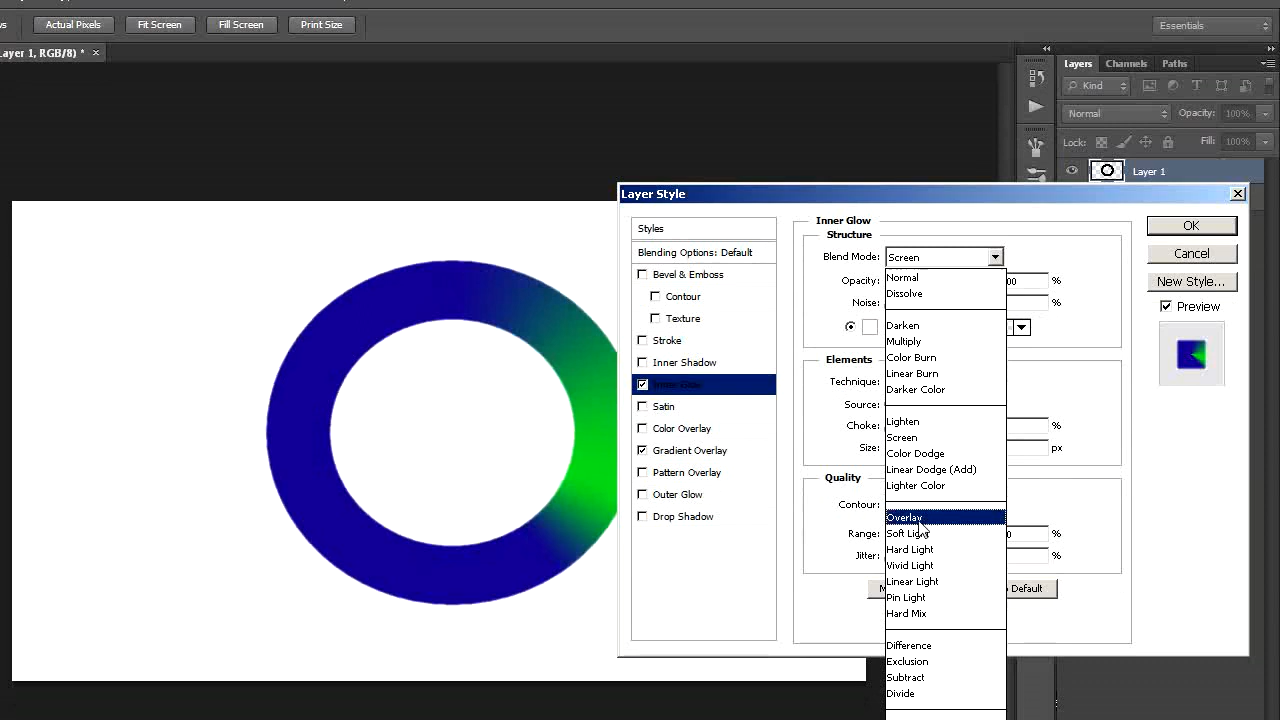 Actual Pixels Fit Screen Fill Screen Print Size Essentials
Layer 1, RGB/8) * ×
Layers Channels Paths
Kind
Normal Opacity: 100%
Lock: Fill: 100%
Layer 1
Layer Style
Styles
Blending Options: Default
Bevel & Emboss
Contour
Texture
Stroke
Inner Shadow
Inner Glow
Satin
Color Overlay
Gradient Overlay
Pattern Overlay
Outer Glow
Drop Shadow
Inner Glow
Structure
Blend Mode: Screen
Opacity: %
Noise: %
Elements
Technique:
Source:
Choke: %
Size: px
Quality
Contour:
Range: %
Jitter: %
Default
Normal
Dissolve
Darken
Multiply
Color Burn
Linear Burn
Darker Color
Lighten
Screen
Color Dodge
Linear Dodge (Add)
Lighter Color
Overlay
Soft Light
Hard Light
Vivid Light
Linear Light
Pin Light
Hard Mix
Difference
Exclusion
Subtract
Divide
OK
Cancel
New Style...
Preview